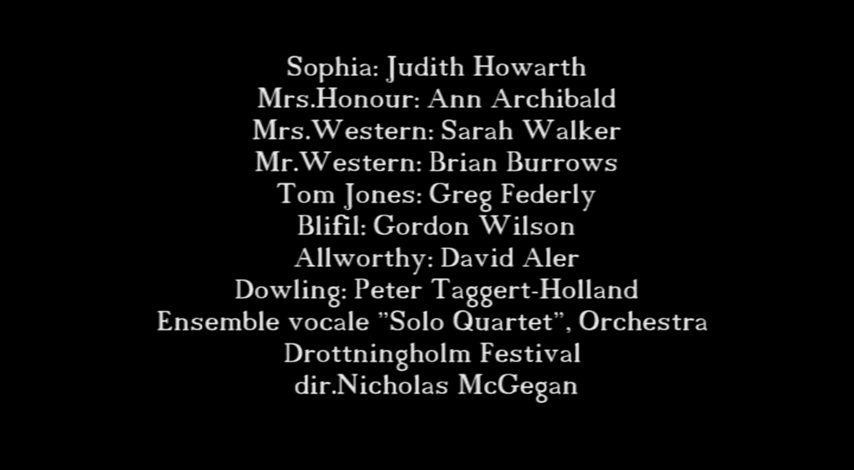 Sophia: Judith Howarth
Mrs.Honour: Ann Archibald
Mrs.Western: Sarah Walker
Mr.Western: Brian Burrows
Tom Jones: Greg Federly
Blifil: Gordon Wilson
Allworthy: David Aler
Dowling: Peter Taggert-Holland
Ensemble vocale ”Solo Quartet”, Orchestra
Drottningholm Festival
dir.Nicholas McGegan